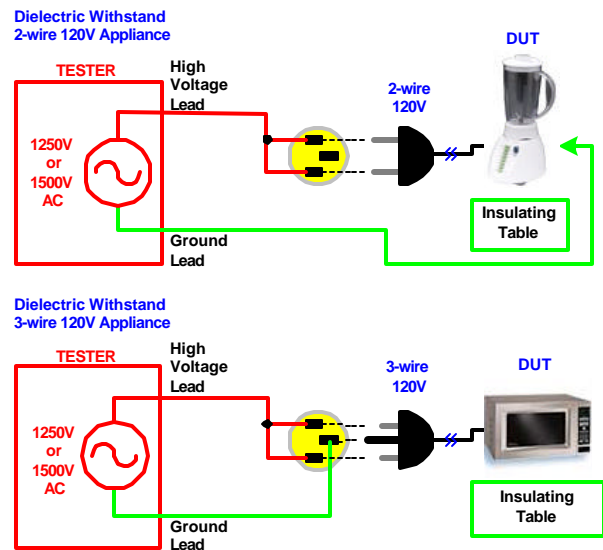 Dielectric Withstand
2-wire 120V Appliance
DUT
TESTER
High
Voltage
Lead
2-wire
120V
1250V
or
1500V
AC
Insulating
Table
Ground
Lead
Dielectric Withstand
3-wire 120V Appliance
TESTER
High
Voltage
Lead
3-wire
120V
DUT
1250V
or
1500V
AC
Insulating
Table
Ground
Lead